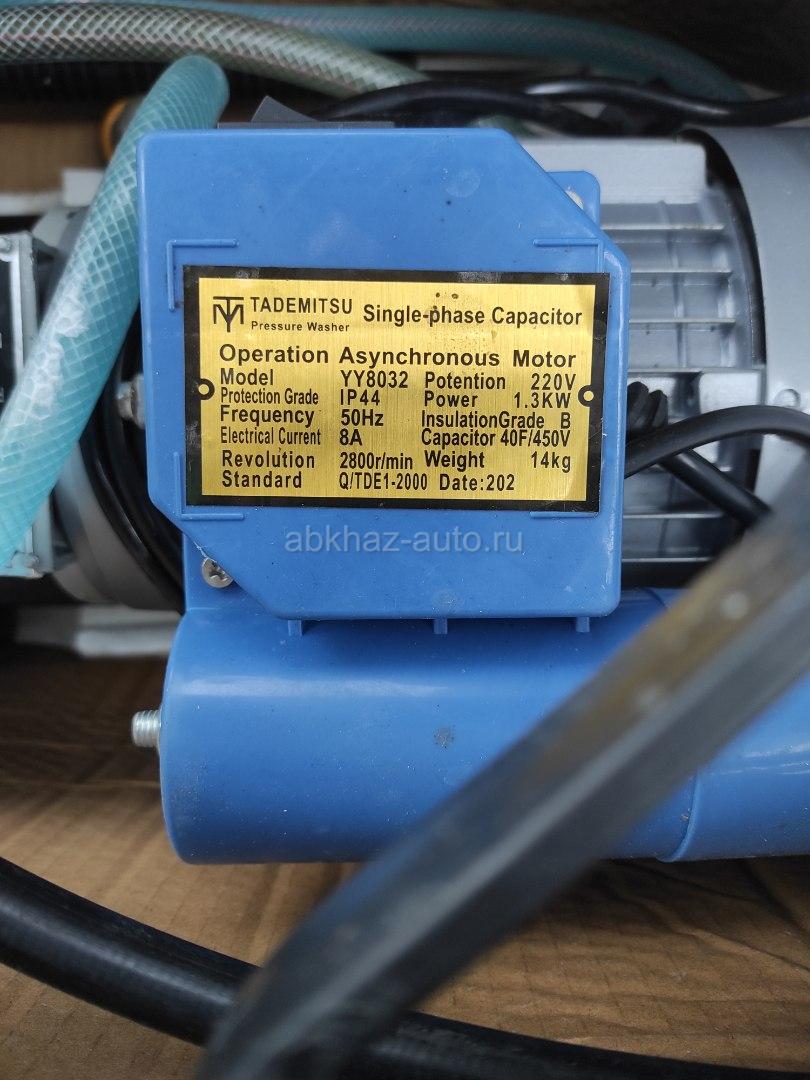 TM TADEMITSU Single-phase Capacitor
Pressure Washer
Operation Asynchronous Motor
Model YY8032 Potention 220V
Protection Grade IP44 Power 1.3KW
Frequency 50Hz InsulationGrade B
Electrical Current 8A Capacitor 40F/450V
Revolution 2800r/min Weight 14kg
Standard Q/TDE1-2000 Date:202
abkhaz-auto.ru